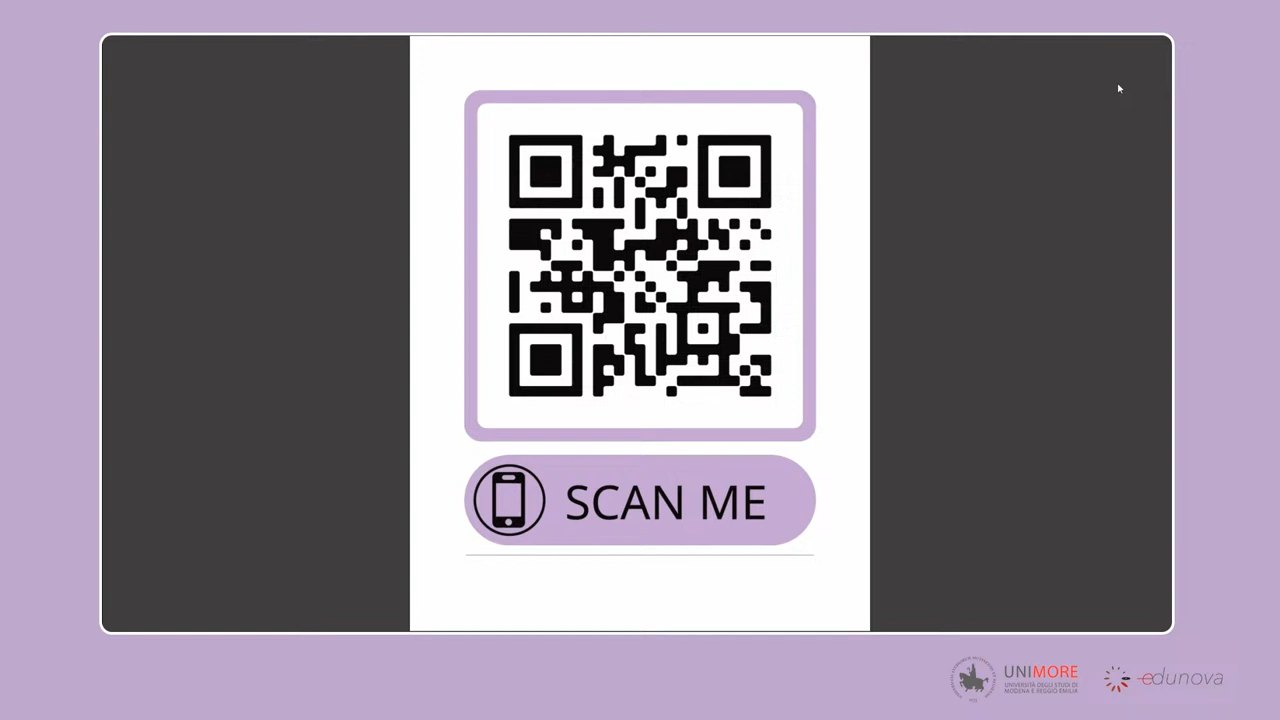 SCAN ME
UNIMORE
UNIVERSITÀ DEGLI STUDI DI
MODENA E REGGIO EMILIA
edunova